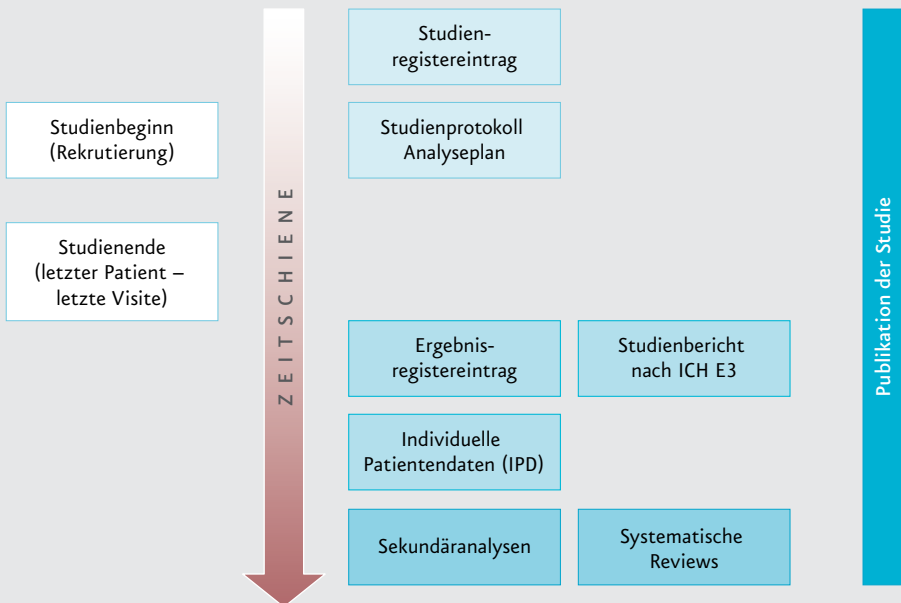 Studien-
registereintrag
Studienbeginn
(Rekrutierung)
Studienprotokoll
Analyseplan
Studienende
(letzter Patient –
letzte Visite)
ZEITSCHIENE
Ergebnis-
registereintrag
Studienbericht
nach ICH E3
Individuelle
Patientendaten (IPD)
Sekundäranalysen
Systematische
Reviews
Publikation der Studie